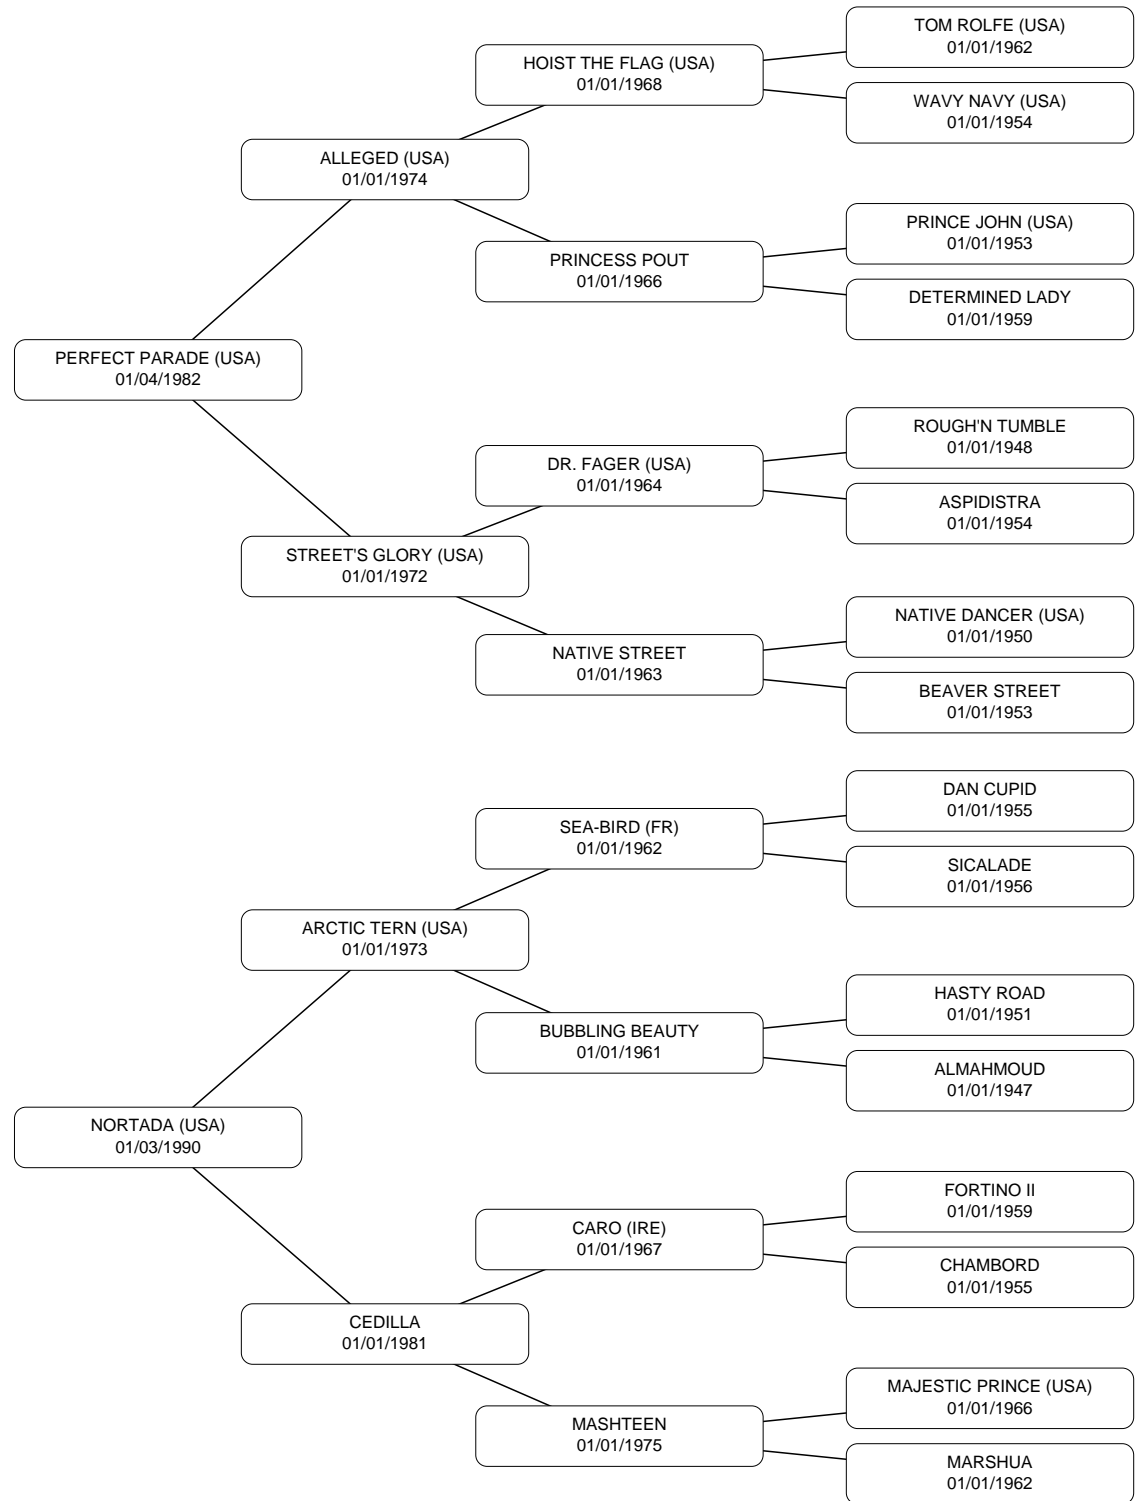 TOM ROLFE (USA)
01/01/1962
HOIST THE FLAG (USA)
01/01/1968
WAVY NAVY (USA)
01/01/1954
ALLEGED (USA)
01/01/1974
PRINCE JOHN (USA)
01/01/1953
PRINCESS POUT
01/01/1966
DETERMINED LADY
01/01/1959
PERFECT PARADE (USA)
01/04/1982
ROUGH'N TUMBLE
01/01/1948
DR. FAGER (USA)
01/01/1964
ASPIDISTRA
01/01/1954
STREET'S GLORY (USA)
01/01/1972
NATIVE DANCER (USA)
01/01/1950
NATIVE STREET
01/01/1963
BEAVER STREET
01/01/1953
DAN CUPID
01/01/1955
SEA-BIRD (FR)
01/01/1962
SICALADE
01/01/1956
ARCTIC TERN (USA)
01/01/1973
HASTY ROAD
01/01/1951
BUBBLING BEAUTY
01/01/1961
ALMAHMOUD
01/01/1947
NORTADA (USA)
01/03/1990
FORTINO II
01/01/1959
CARO (IRE)
01/01/1967
CHAMBORD
01/01/1955
CEDILLA
01/01/1981
MAJESTIC PRINCE (USA)
01/01/1966
MASHTEEN
01/01/1975
MARSHUA
01/01/1962